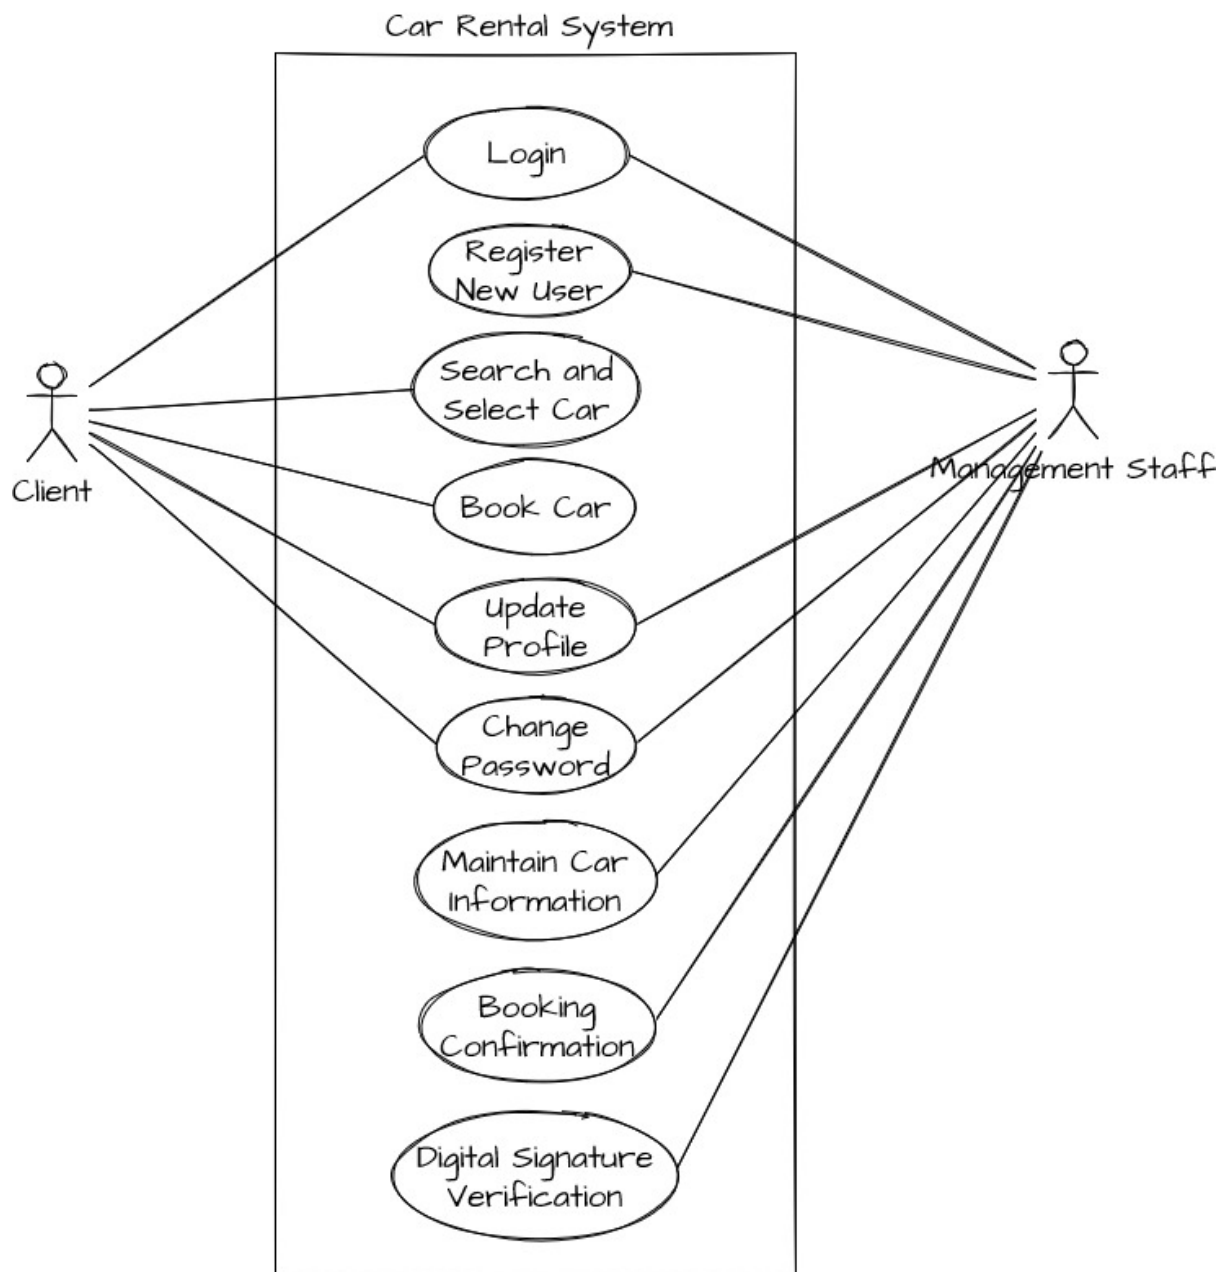 Car Rental System
Login
Register
New User
Search and
Select Car
Client
Management Staff
Book Car
Update
Profile
Change
Password
Maintain Car
Information
Booking
Confirmation
Digital Signature
Verification